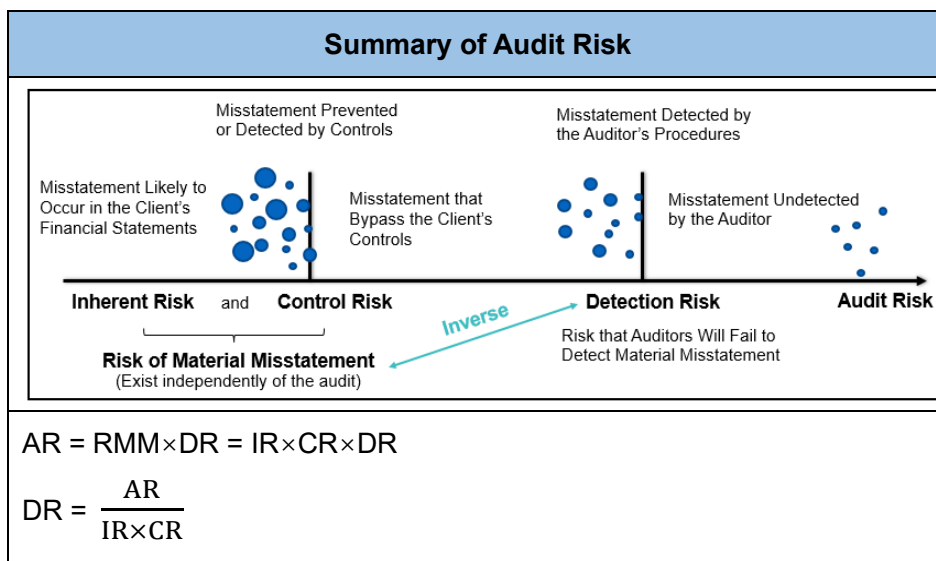 Summary of Audit Risk
Misstatement Prevented
or Detected by Controls
Misstatement Detected by
the Auditor's Procedures
Misstatement Likely to
Occur in the Client's
Financial Statements
Misstatement that
Bypass the Client's
Controls
Misstatement Undetected
by the Auditor
Inherent Risk and Control Risk
Detection Risk
Audit Risk
Inverse
Risk of Material Misstatement
(Exist independently of the audit)
Risk that Auditors Will Fail to
Detect Material Misstatement
AR = RMM×DR = IR×CR×DR
DR = AR
IR×CR